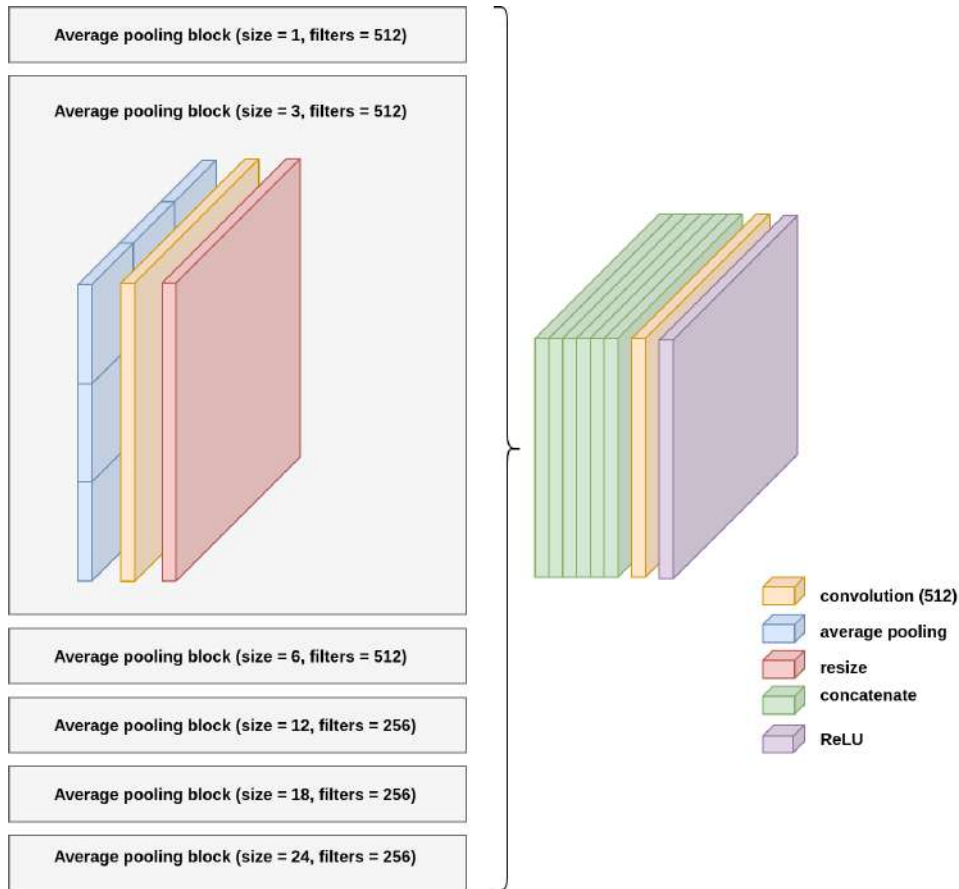 Average pooling block (size = 1, filters = 512)
Average pooling block (size = 3, filters = 512)
Average pooling block (size = 6, filters = 512)
Average pooling block (size = 12, filters = 256)
Average pooling block (size = 18, filters = 256)
Average pooling block (size = 24, filters = 256)
convolution (512)
average pooling
resize
concatenate
ReLU